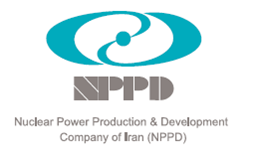 NPPD
Nuclear Power Production & Development
Company of Iran (NPPD)